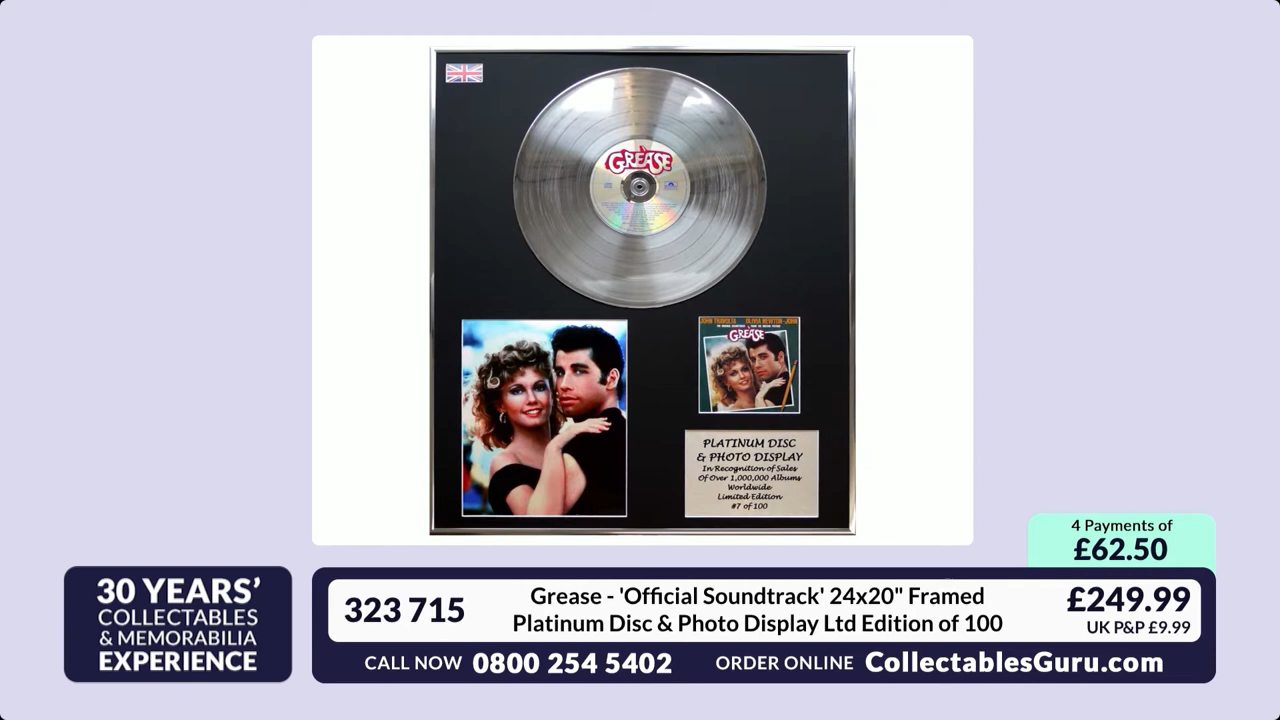 GREASE
JOHN TRAVOLTA OLIVIA NEWTON-JOHN
GREASE
PLATINUM DISC
& PHOTO DISPLAY
In Recognition of Sales
Of Over 1,000,000 Albums
Worldwide
Limited Edition
#7 of 100
4 Payments of
£62.50
30 YEARS’
COLLECTABLES
& MEMORABILIA
EXPERIENCE
323 715
Grease - 'Official Soundtrack' 24x20" Framed
Platinum Disc & Photo Display Ltd Edition of 100
£249.99
UK P&P £9.99
CALL NOW 0800 254 5402
ORDER ONLINE CollectablesGuru.com